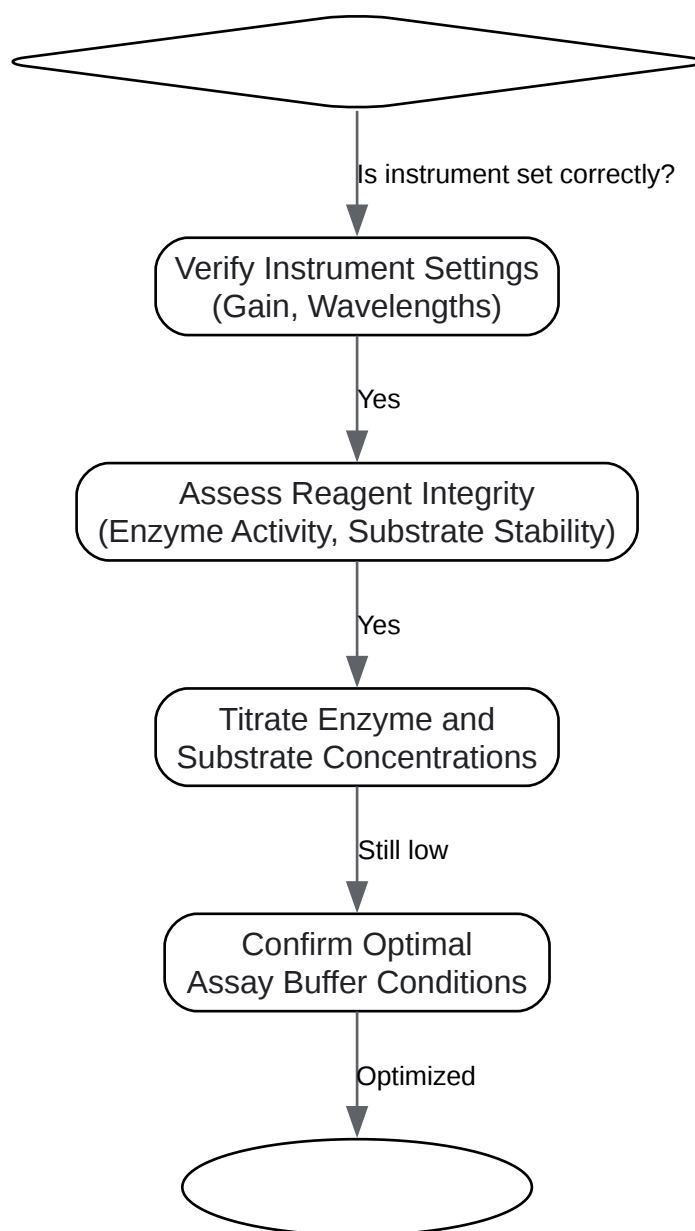 Is instrument set correctly?
Verify Instrument Settings
(Gain, Wavelengths)
Yes
Assess Reagent Integrity
(Enzyme Activity, Substrate Stability)
Yes
Titrate Enzyme and
Substrate Concentrations
Still low
Confirm Optimal
Assay Buffer Conditions
Optimized